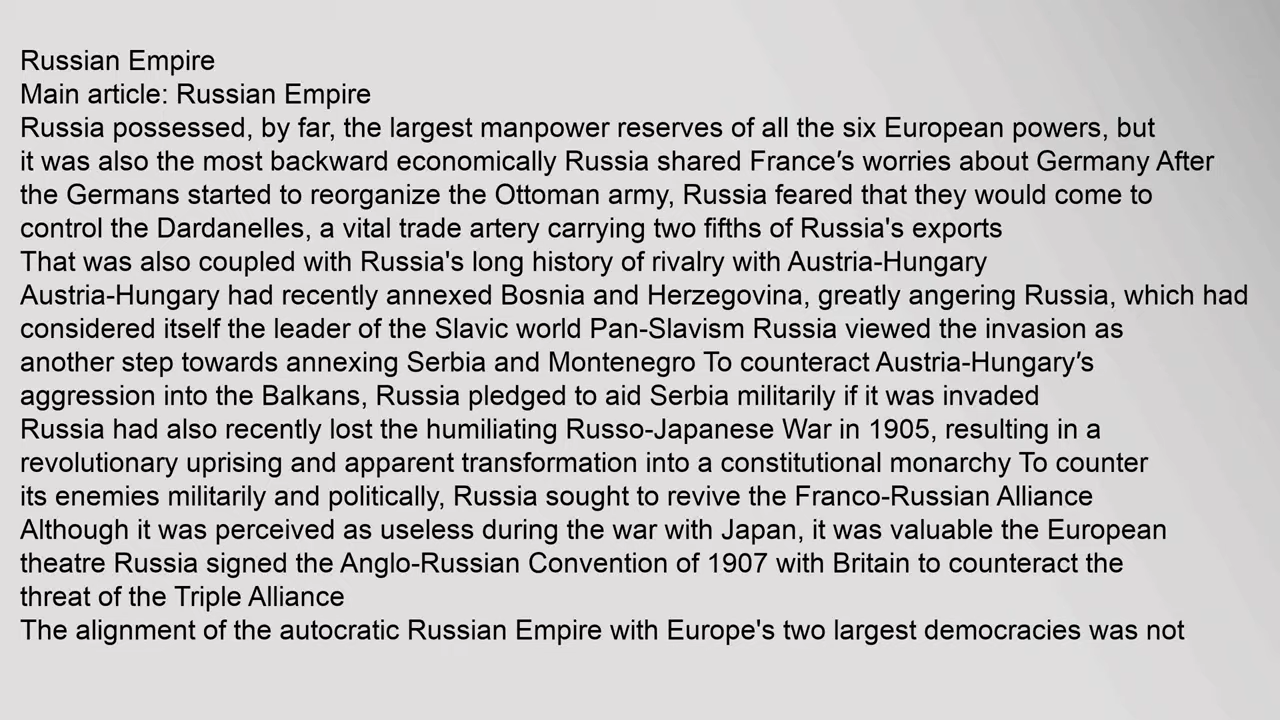 Russian Empire
Main article: Russian Empire
Russia possessed, by far, the largest manpower reserves of all the six European powers, but
it was also the most backward economically Russia shared France′s worries about Germany After
the Germans started to reorganize the Ottoman army, Russia feared that they would come to
control the Dardanelles, a vital trade artery carrying two fifths of Russia's exports
That was also coupled with Russia's long history of rivalry with Austria-Hungary
Austria-Hungary had recently annexed Bosnia and Herzegovina, greatly angering Russia, which had
considered itself the leader of the Slavic world Pan-Slavism Russia viewed the invasion as
another step towards annexing Serbia and Montenegro To counteract Austria-Hungary′s
aggression into the Balkans, Russia pledged to aid Serbia militarily if it was invaded
Russia had also recently lost the humiliating Russo-Japanese War in 1905, resulting in a
revolutionary uprising and apparent transformation into a constitutional monarchy To counter
its enemies militarily and politically, Russia sought to revive the Franco-Russian Alliance
Although it was perceived as useless during the war with Japan, it was valuable the European
theatre Russia signed the Anglo-Russian Convention of 1907 with Britain to counteract the
threat of the Triple Alliance
The alignment of the autocratic Russian Empire with Europe's two largest democracies was not